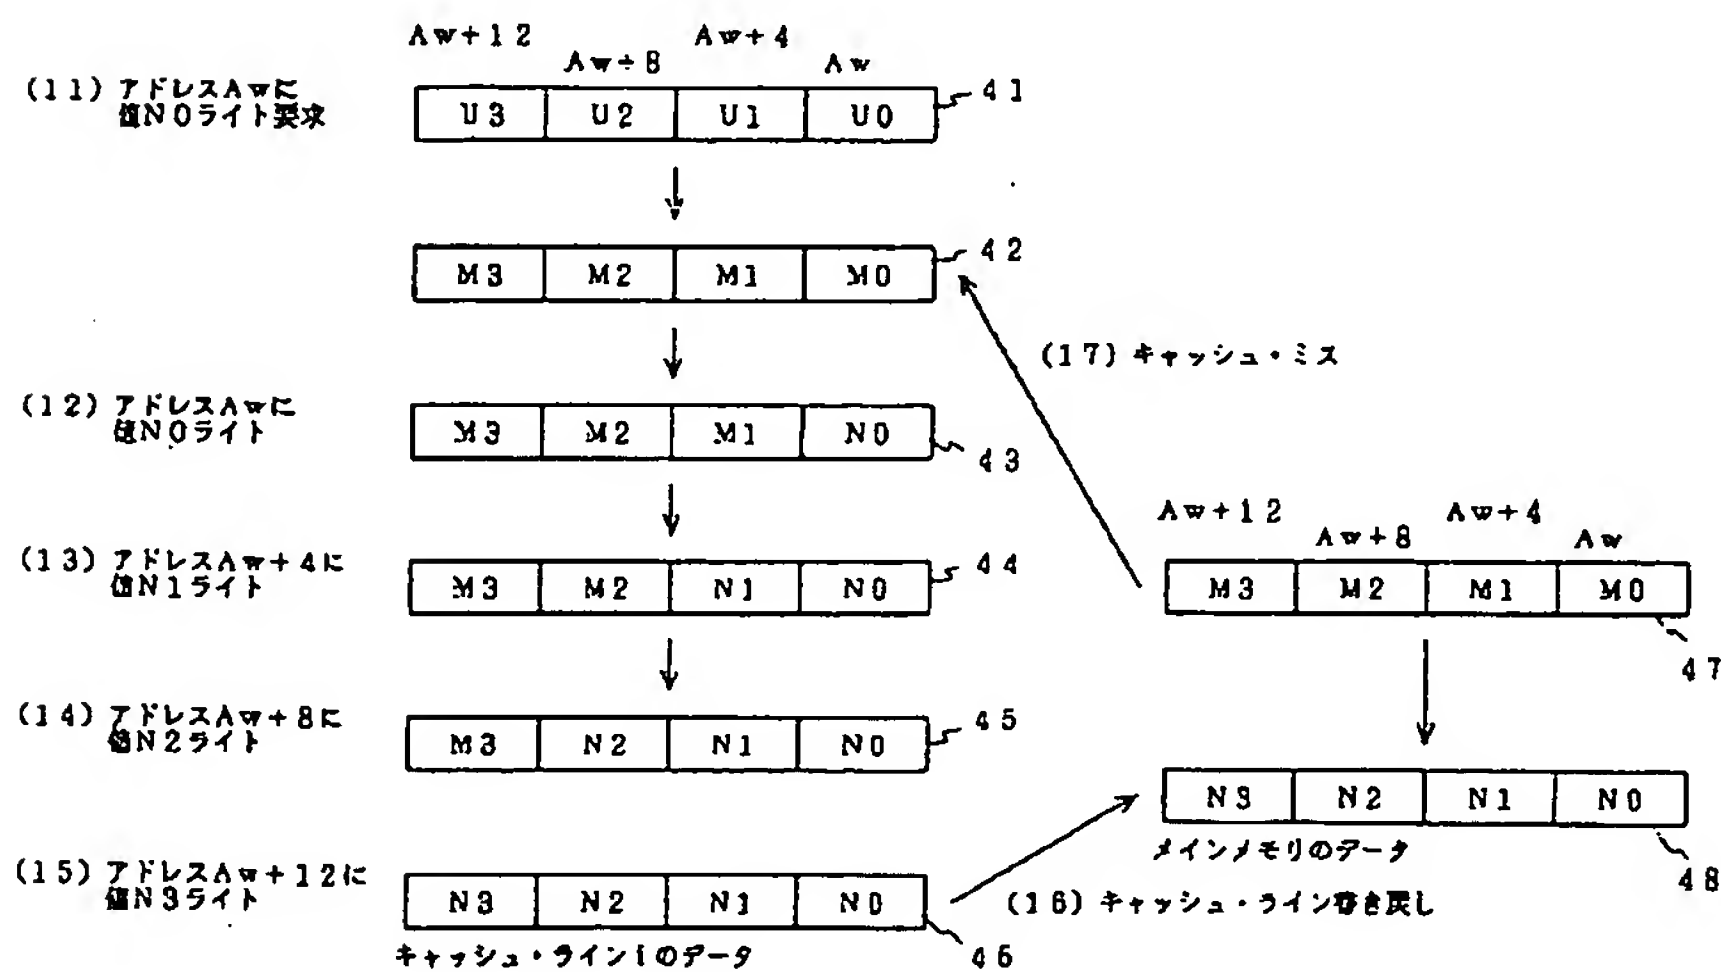 Aw+12 Aw+8 Aw+4 Aw
(11) アドレスAwに
値N0ライト要求
U3 U2 U1 U0 41
M3 M2 M1 M0 42
(17) キャッシュ・ミス
(12) アドレスAwに
値N0ライト
M3 M2 M1 N0 43
(13) アドレスAw+4に
値N1ライト
M3 M2 N1 N0 44
Aw+12 Aw+8 Aw+4 Aw
M3 M2 M1 M0 47
(14) アドレスAw+8に
値N2ライト
M3 N2 N1 N0 45
N3 N2 N1 N0 48
メインメモリのデータ
(15) アドレスAw+12に
値N3ライト
N3 N2 N1 N0 46
(16) キャッシュ・ライン書き戻し
キャッシュ・ラインiのデータ